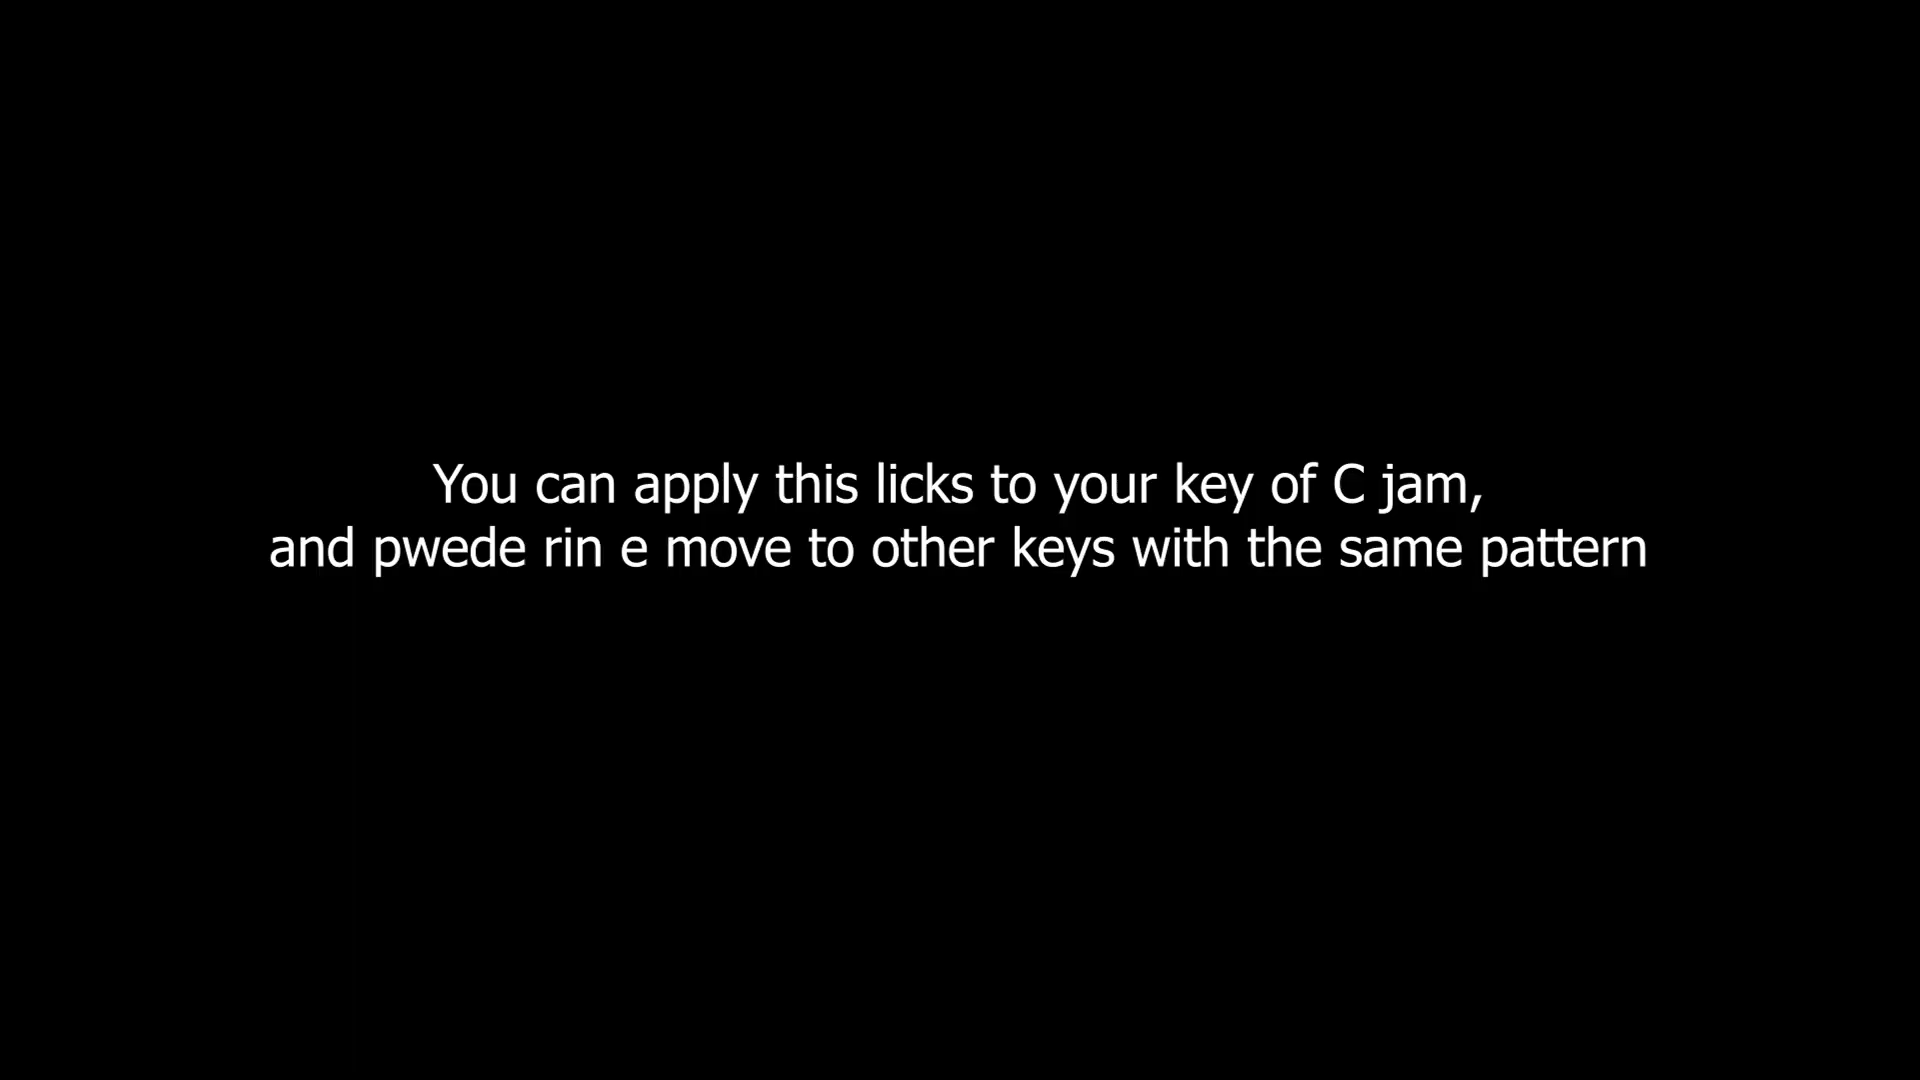 You can apply this licks to your key of C jam,
and pwede rin e move to other keys with the same pattern